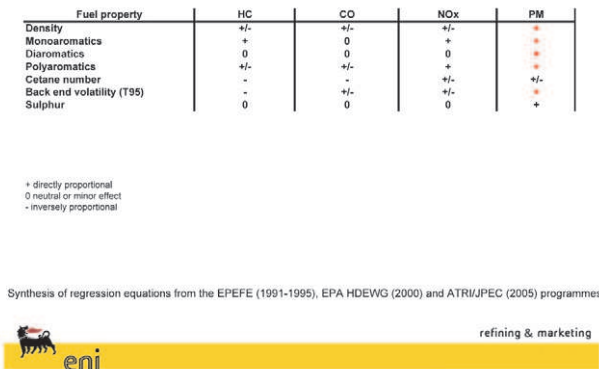 Fuel property HC CO NOx PM
Density +/- +/- +/- *
Monoaromatics + 0 + *
Diaromatics 0 0 0 *
Polyaromatics +/- +/- + *
Cetane number - - +/- +/-
Back end volatility (T95) - +/- +/- *
Sulphur 0 0 0 +
+ directly proportional
0 neutral or minor effect
- inversely proportional
Synthesis of regression equations from the EPEFE (1991-1995), EPA HDEWG (2000) and ATRI/JPEC (2005) programmes
refining & marketing
eni